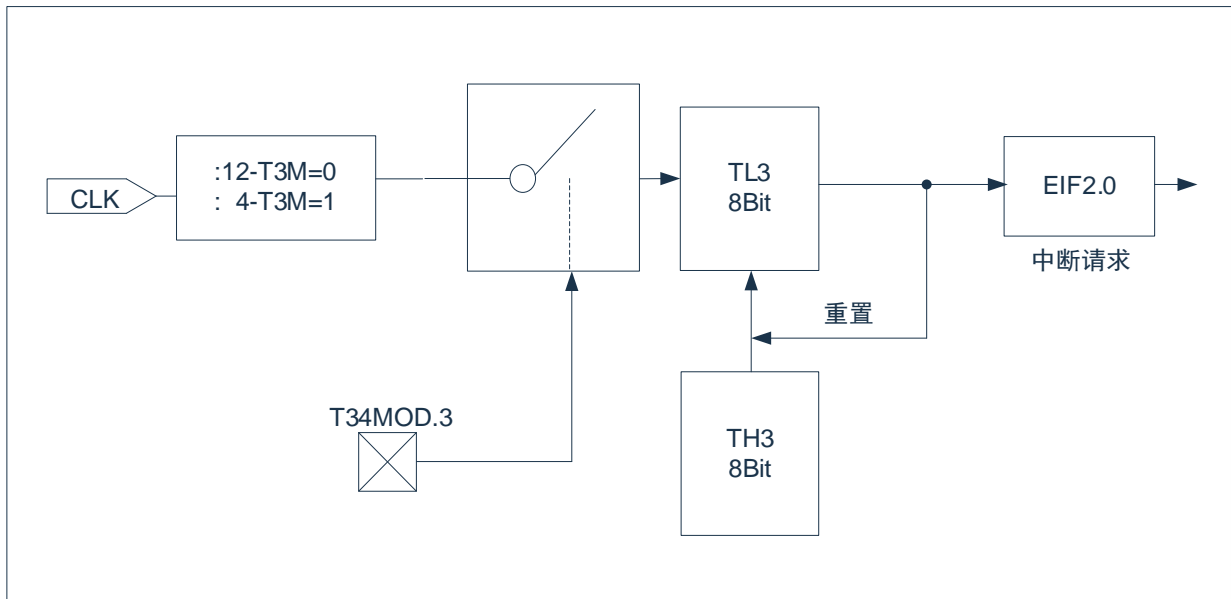 :12-T3M=0
: 4-T3M=1
CLK
TL3
8Bit
EIF2.0
中断请求
重置
T34MOD.3
TH3
8Bit